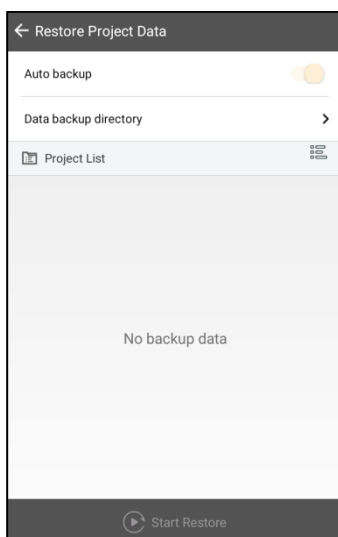 Restore Project Data
Auto backup
Data backup directory
Project List
No backup data
Start Restore